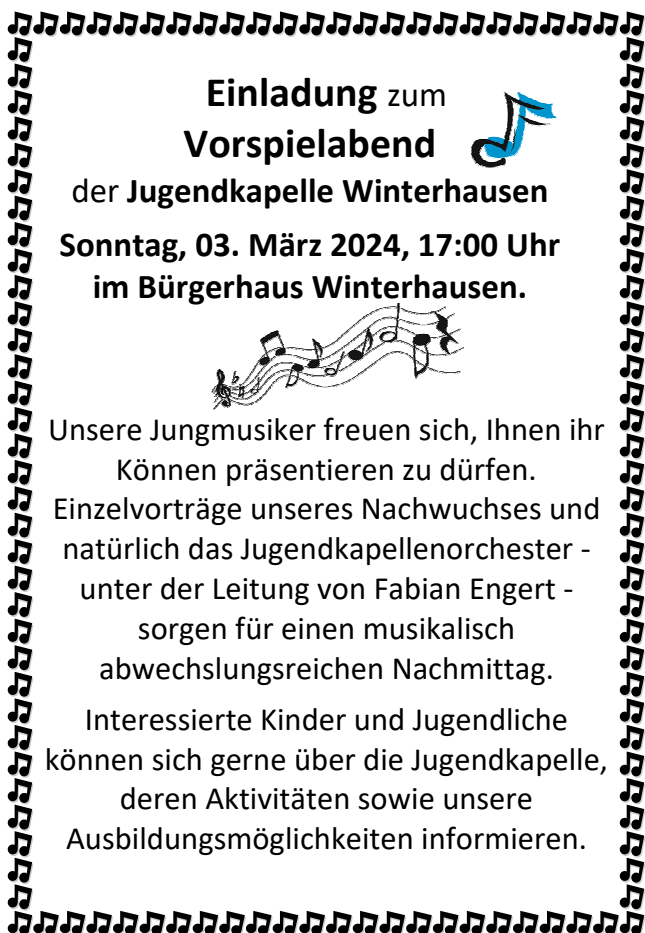 Einladung zum
Vorspielabend
der Jugendkapelle Winterhausen
Sonntag, 03. März 2024, 17:00 Uhr
im Bürgerhaus Winterhausen.
Unsere Jungmusiker freuen sich, Ihnen ihr
Können präsentieren zu dürfen.
Einzelvorträge unseres Nachwuchses und
natürlich das Jugendkapellenorchester -
unter der Leitung von Fabian Engert -
sorgen für einen musikalisch
abwechslungsreichen Nachmittag.
Interessierte Kinder und Jugendliche
können sich gerne über die Jugendkapelle,
deren Aktivitäten sowie unsere
Ausbildungsmöglichkeiten informieren.